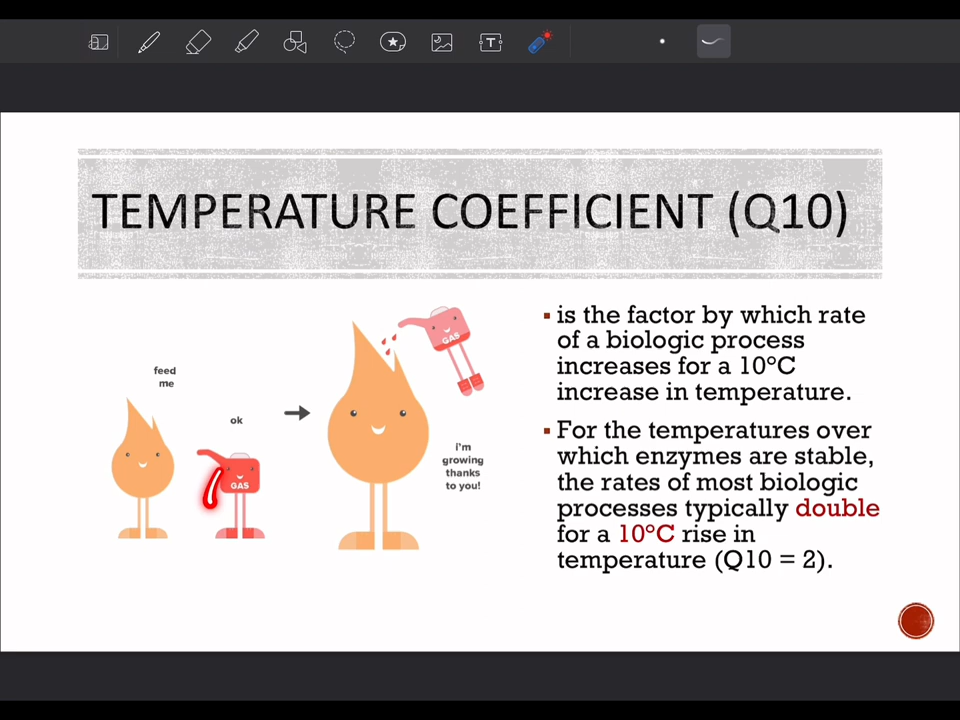 TEMPERATURE COEFFICIENT (Q10)
feed
me
ok
GAS
GAS
i'm
growing
thanks
to you!
is the factor by which rate
of a biologic process
increases for a 10°C
increase in temperature.
For the temperatures over
which enzymes are stable,
the rates of most biologic
processes typically double
for a 10°C rise in
temperature (Q10 = 2).